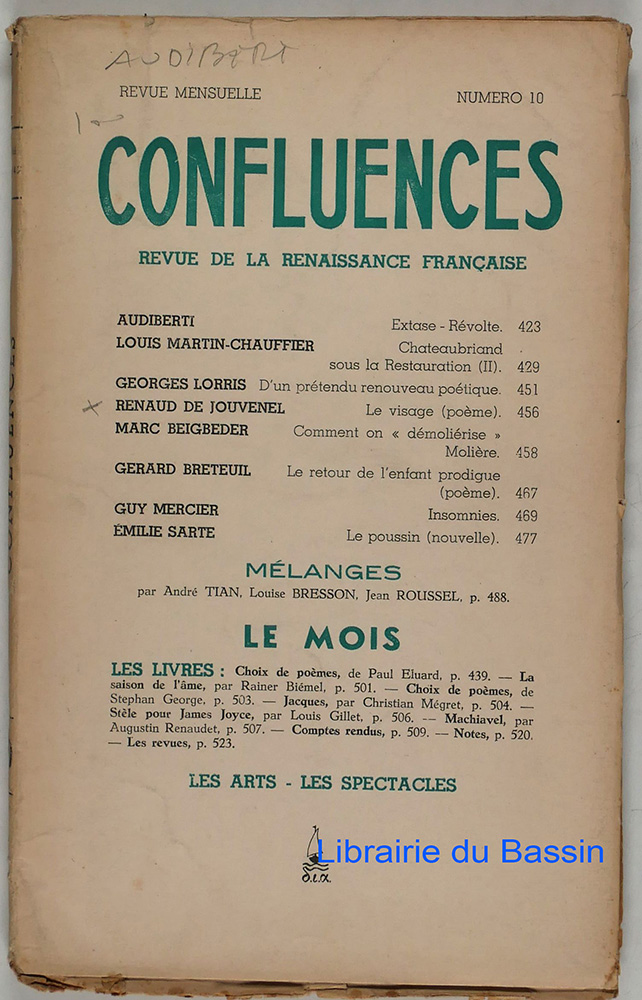 AUDIBERTI
REVUE MENSUELLE NUMERO 10
CONFLUENCES
REVUE DE LA RENAISSANCE FRANÇAISE
AUDIBERTI Extase - Révolte. 423
LOUIS MARTIN-CHAUFFIER Chateaubriand
sous la Restauration (II). 429
GEORGES LORRIS D'un prétendu renouveau poétique. 451
RENAUD DE JOUVENEL Le visage (poème). 456
MARC BEIGBEDER Comment on « démoliérise »
Molière. 458
GERARD BRETEUIL Le retour de l'enfant prodigue
(poème). 467
GUY MERCIER Insomnies. 469
ÉMILIE SARTE Le poussin (nouvelle). 477
MÉLANGES
par André TIAN, Louise BRESSON, Jean ROUSSEL, p. 488.
LE MOIS
LES LIVRES : Choix de poèmes, de Paul Eluard, p. 439. — La
saison de l'âme, par Rainer Biémel, p. 501. — Choix de poèmes, de
Stephan George, p. 503. — Jacques, par Christian Mégret, p. 504. —
Stèle pour James Joyce, par Louis Gillet, p. 506. — Machiavel, par
Augustin Renaudet, p. 507. — Comptes rendus, p. 509. — Notes, p. 520.
— Les revues, p. 523.
LES ARTS - LES SPECTACLES
Librairie du Bassin
CONFLUENCES